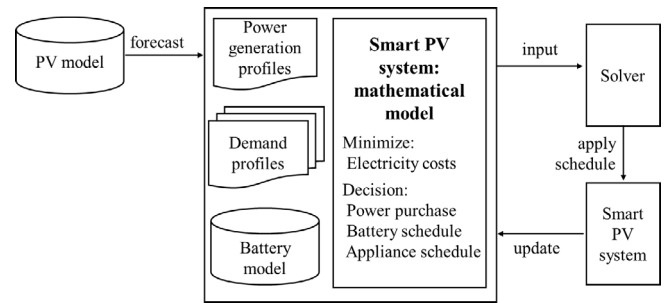 PV model
forecast
Power
generation
profiles
Demand
profiles
Battery
model
Smart PV
system:
mathematical
model
Minimize:
Electricity costs
Decision:
Power purchase
Battery schedule
Appliance schedule
input
Solver
apply
schedule
Smart
PV
system
update